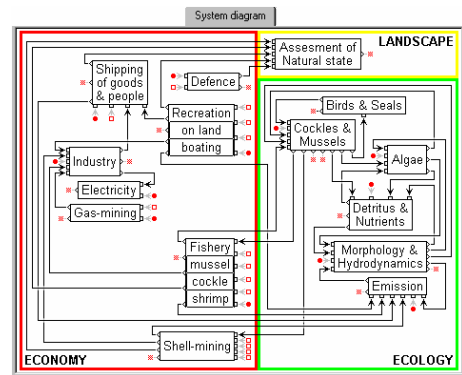 System diagram
LANDSCAPE
Assesment of
Natural state
Shipping
of goods
& people
Defence
Recreation
on land
boating
Industry
Electricity
Gas-mining
Fishery
mussel
cockle
shrimp
Shell-mining
ECONOMY
Birds & Seals
Cockles &
Mussels
Algae
Detritus &
Nutrients
Morphology &
Hydrodynamics
Emission
ECOLOGY